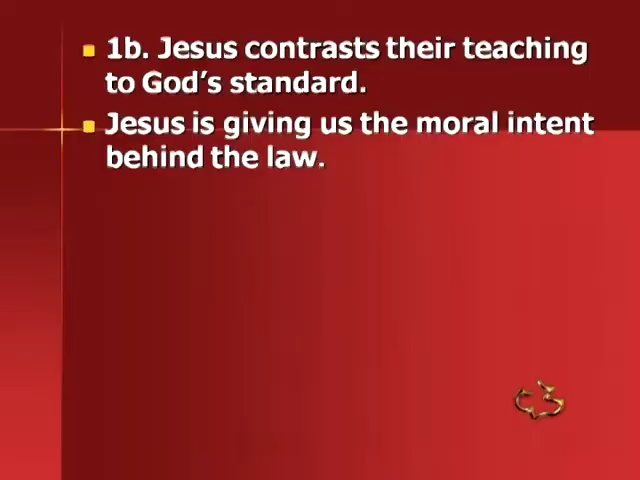 1b. Jesus contrasts their teaching
to God's standard.
Jesus is giving us the moral intent
behind the law.